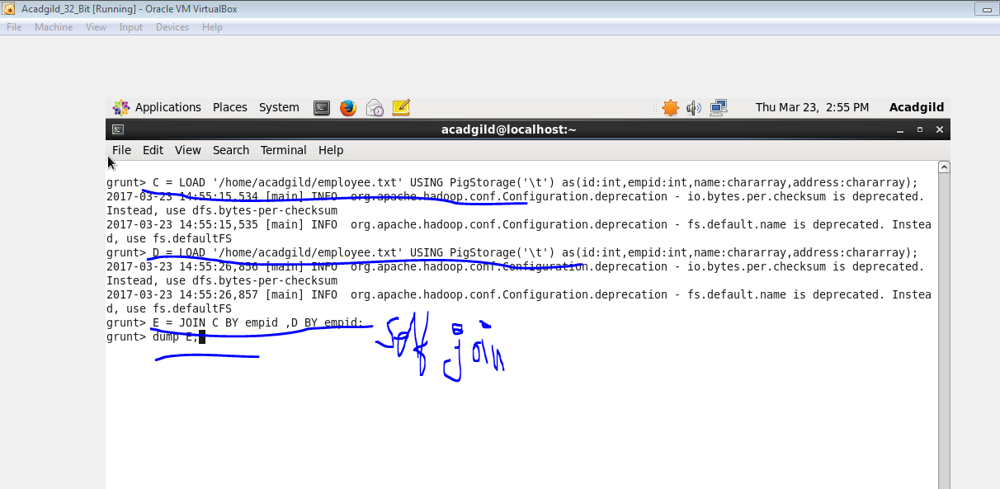 Acadgild_32_Bit [Running] - Oracle VM VirtualBox
File Machine View Input Devices Help
Applications Places System Thu Mar 23, 2:55 PM Acadgild
acadgild@localhost:~
File Edit View Search Terminal Help
grunt> C = LOAD '/home/acadgild/employee.txt' USING PigStorage('\t') as(id:int,empid:int,name:chararray,address:chararray);
2017-03-23 14:55:15,534 [main] INFO  org.apache.hadoop.conf.Configuration.deprecation - io.bytes.per.checksum is deprecated.
Instead, use dfs.bytes-per-checksum
2017-03-23 14:55:15,535 [main] INFO  org.apache.hadoop.conf.Configuration.deprecation - fs.default.name is deprecated. Instea
d, use fs.defaultFS
grunt> D = LOAD '/home/acadgild/employee.txt' USING PigStorage('\t') as(id:int,empid:int,name:chararray,address:chararray);
2017-03-23 14:55:26,856 [main] INFO  org.apache.hadoop.conf.Configuration.deprecation - io.bytes.per.checksum is deprecated.
Instead, use dfs.bytes-per-checksum
2017-03-23 14:55:26,857 [main] INFO  org.apache.hadoop.conf.Configuration.deprecation - fs.default.name is deprecated. Instea
d, use fs.defaultFS
grunt> E = JOIN C BY empid ,D BY empid;
grunt> dump E;
Self join